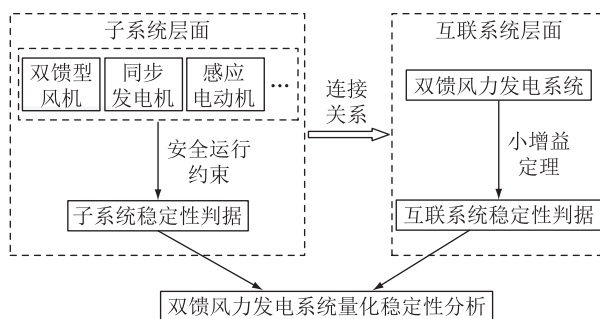 子系统层面
双馈型
风机
同步
发电机
感应
电动机
…
安全运行
约束
子系统稳定性判据
连接
关系
互联系统层面
双馈风力发电系统
小增益
定理
互联系统稳定性判据
双馈风力发电系统量化稳定性分析